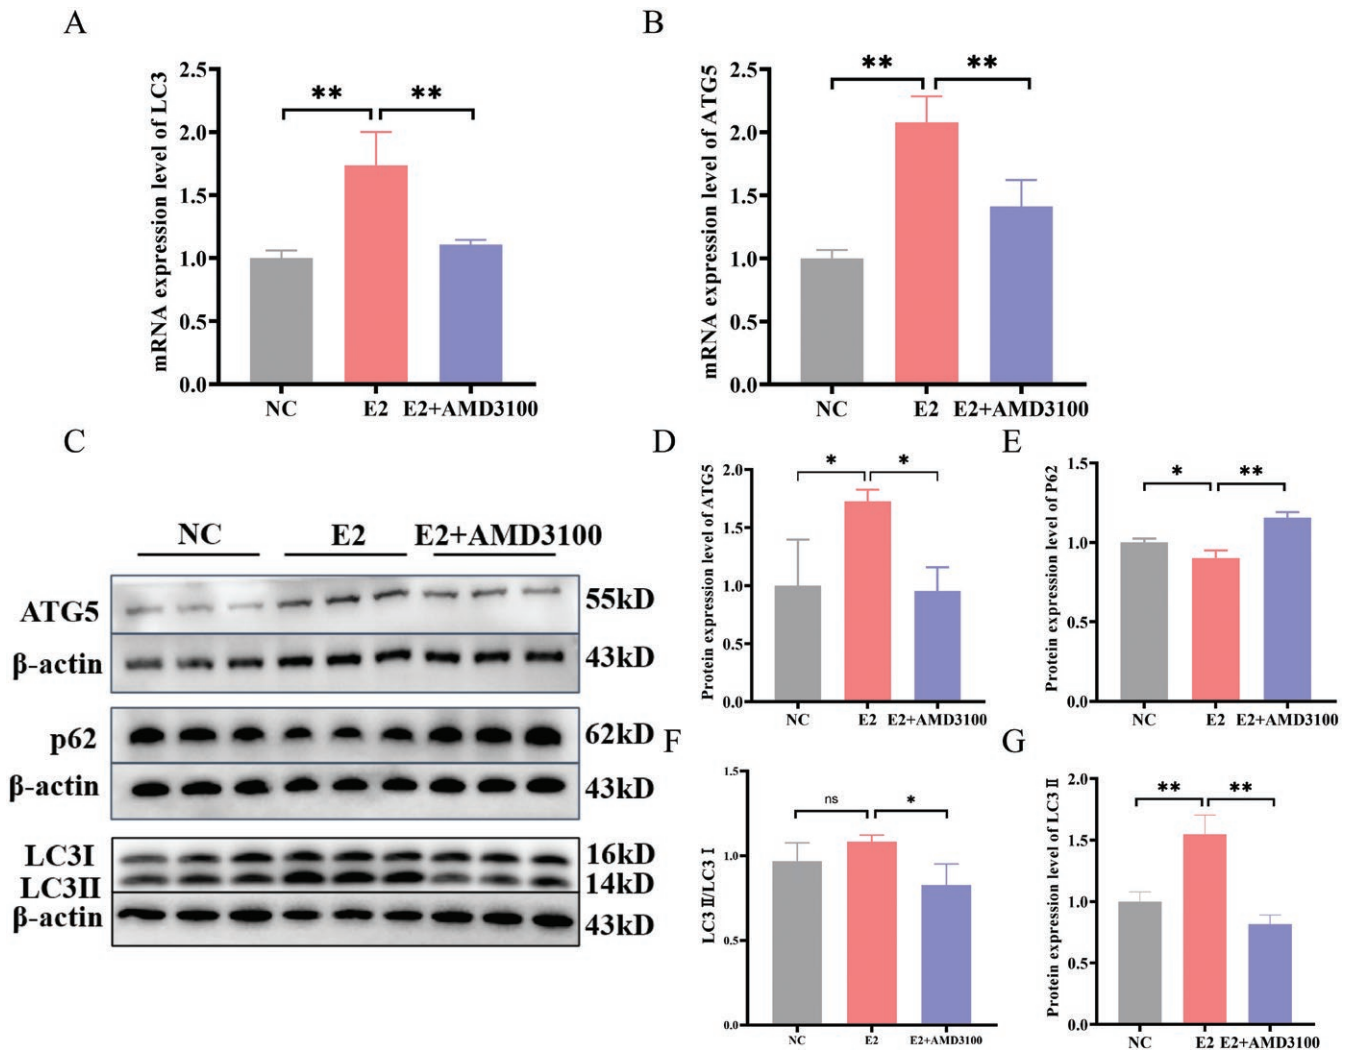 A
mRNA expression level of LC3
2.5
2.0
1.5
1.0
0.5
0.0
** **
NC E2 E2+AMD3100
B
mRNA expression level of ATG5
2.5
2.0
1.5
1.0
0.5
0.0
** **
NC E2 E2+AMD3100
C
NC E2 E2+AMD3100
ATG5 55kD
β-actin 43kD
p62 62kD
β-actin 43kD
LC3I 16kD
LC3II 14kD
β-actin 43kD
D
Protein expression level of ATG5
2.0
1.5
1.0
0.5
0.0
* *
NC E2 E2+AMD3100
E
Protein expression level of P62
1.5
1.0
0.5
0.0
* **
NC E2 E2+AMD3100
F
LC3 Ⅱ/LC3 Ⅰ
1.5
1.0
0.5
0.0
ns *
NC E2 E2+AMD3100
G
Protein expression level of LC3 Ⅱ
2.0
1.5
1.0
0.5
0.0
** **
NC E2 E2+AMD3100